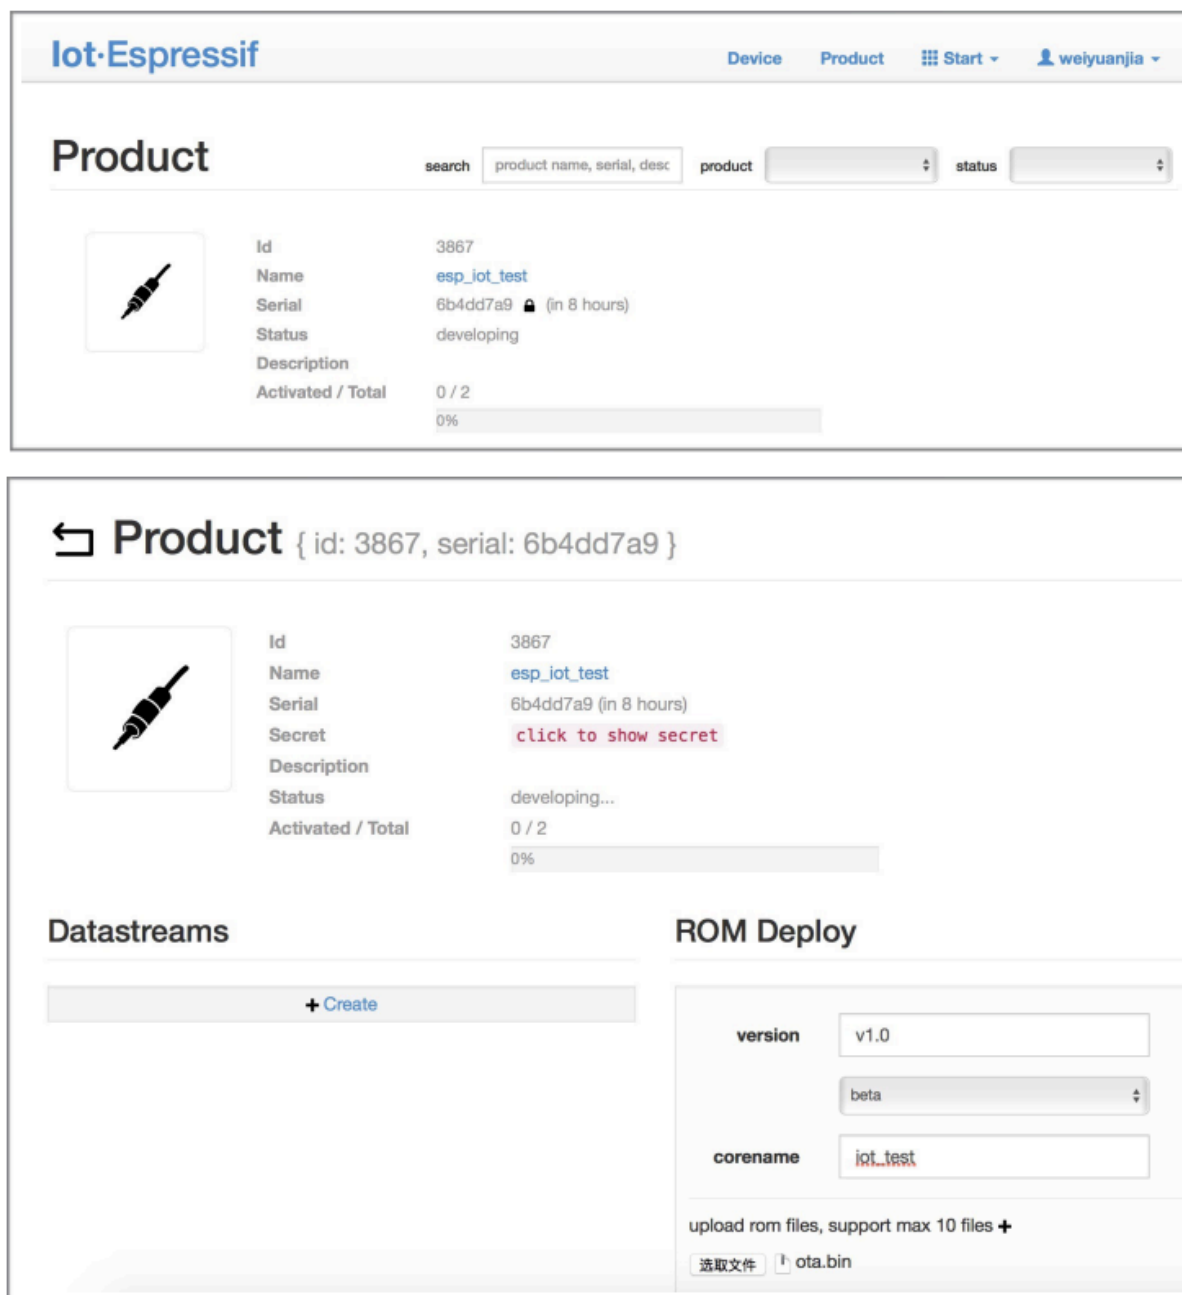 Iot·Espressif Device Product Start weiyuanjia
Product search product name, serial, desc product status
Id 3867
Name esp_iot_test
Serial 6b4dd7a9 (in 8 hours)
Status developing
Description
Activated / Total 0 / 2
0%
Product { id: 3867, serial: 6b4dd7a9 }
Id 3867
Name esp_iot_test
Serial 6b4dd7a9 (in 8 hours)
Secret click to show secret
Description
Status developing...
Activated / Total 0 / 2
0%
Datastreams
+ Create
ROM Deploy
version v1.0
beta
corename iot_test
upload rom files, support max 10 files +
选取文件 ota.bin